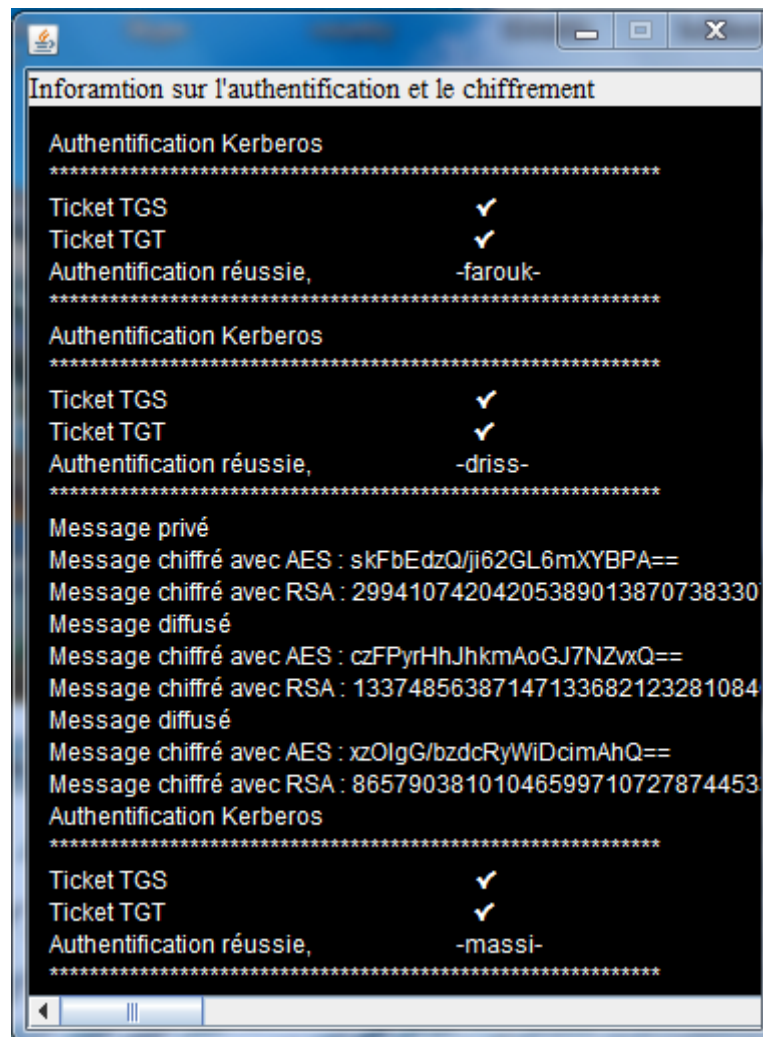 Inforamtion sur l'authentification et le chiffrement
Authentification Kerberos
*************************************************************
Ticket TGS ✔
Ticket TGT ✔
Authentification réussie, -farouk-
*************************************************************
Authentification Kerberos
*************************************************************
Ticket TGS ✔
Ticket TGT ✔
Authentification réussie, -driss-
*************************************************************
Message privé
Message chiffré avec AES : skFbEdzQ/ji62GL6mXYBPA==
Message chiffré avec RSA : 29941074204205389013870738330
Message diffusé
Message chiffré avec AES : czFPyrHhJhkmAoGJ7NZvxQ==
Message chiffré avec RSA : 13374856387147133682123281084
Message diffusé
Message chiffré avec AES : xzOIgG/bzdcRyWiDcimAhQ==
Message chiffré avec RSA : 86579038101046599710727874453
Authentification Kerberos
*************************************************************
Ticket TGS ✔
Ticket TGT ✔
Authentification réussie, -massi-
*************************************************************